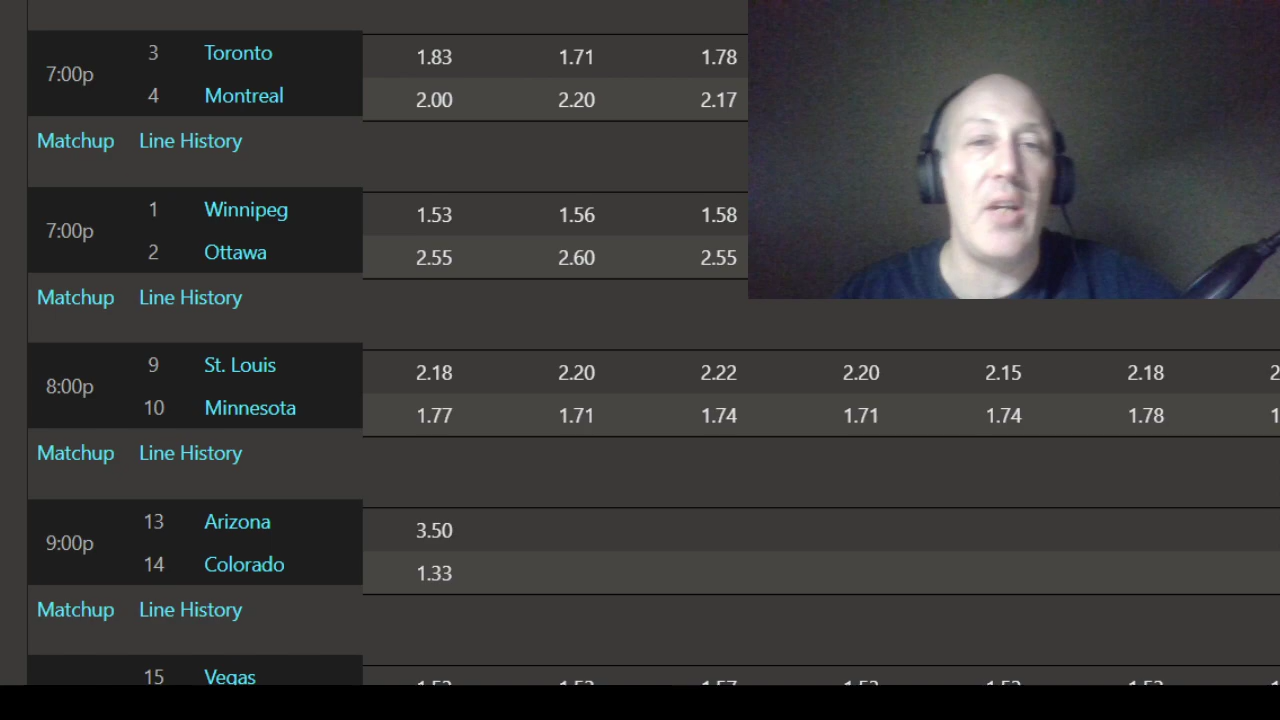 3 Toronto 1.83 1.71 1.78
7:00p
4 Montreal 2.00 2.20 2.17
Matchup Line History
1 Winnipeg 1.53 1.56 1.58
7:00p
2 Ottawa 2.55 2.60 2.55
Matchup Line History
9 St. Louis 2.18 2.20 2.22 2.20 2.15 2.18
8:00p
10 Minnesota 1.77 1.71 1.74 1.71 1.74 1.78
Matchup Line History
13 Arizona 3.50
9:00p
14 Colorado 1.33
Matchup Line History
15 Vegas